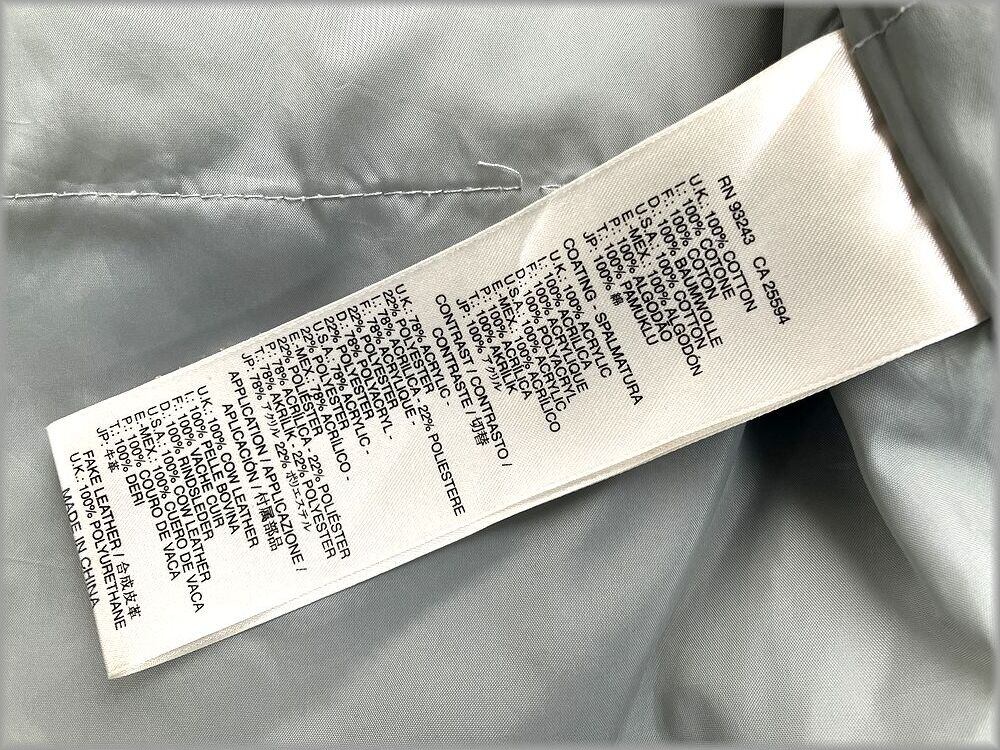 RN 93243 CA 25594
U.K.: 100% COTTON
I.: 100% COTONE
F.: 100% COTON
D.: 100% BAUMWOLLE
U.S.A.: 100% COTTON
E.-MEX.: 100% ALGODÓN
P.: 100% ALGODÃO
T.: 100% PAMUKLU
JP.: 100% 綿
COATING - SPALMATURA
U.K.: 100% ACRYLIC
I.: 100% ACRILICA
F.: 100% ACRYLIQUE
D.: 100% POLYACRYL
U.S.A.: 100% ACRYLIC
E.-MEX.: 100% ACRÍLICO
P.: 100% ACRÍLICO
T.: 100% AKRILIK
JP.: 100% アクリル
CONTRAST / CONTRASTO /
CONTRASTE / 切替
U.K. 78% ACRYLIC -
22% POLYESTER
I.: 78% ACRILICA - 22% POLIESTERE
F.: 78% ACRYLIQUE -
22% POLYESTER
D.: 78% POLYACRYL -
22% POLYESTER
U.S.A.: 78% ACRYLIC -
22% POLYESTER
E.-MEX. 78% ACRÍLICO -
22% POLIÉSTER
P.: 78% ACRÍLICA - 22% POLIÉSTER
T.: 78% AKRILIK - 22% POLYESTER
JP.: 78% アクリル 22% ポリエステル
APPLICATION / APPLICAZIONE /
APLICACIÓN / 付属部品
U.K.: 100% COW LEATHER
I.: 100% PELLE BOVINA
F.: 100% VACHE CUIR
D.: 100% RINDSLEDER
U.S.A.: 100% COW LEATHER
E.-MEX.: 100% CUERO DE VACA
P.: 100% COURO DE VACA
T.: 100% DERI
JP.: 牛革
FAKE LEATHER / 合成皮革
U.K.: 100% POLYURETHANE
MADE IN CHINA